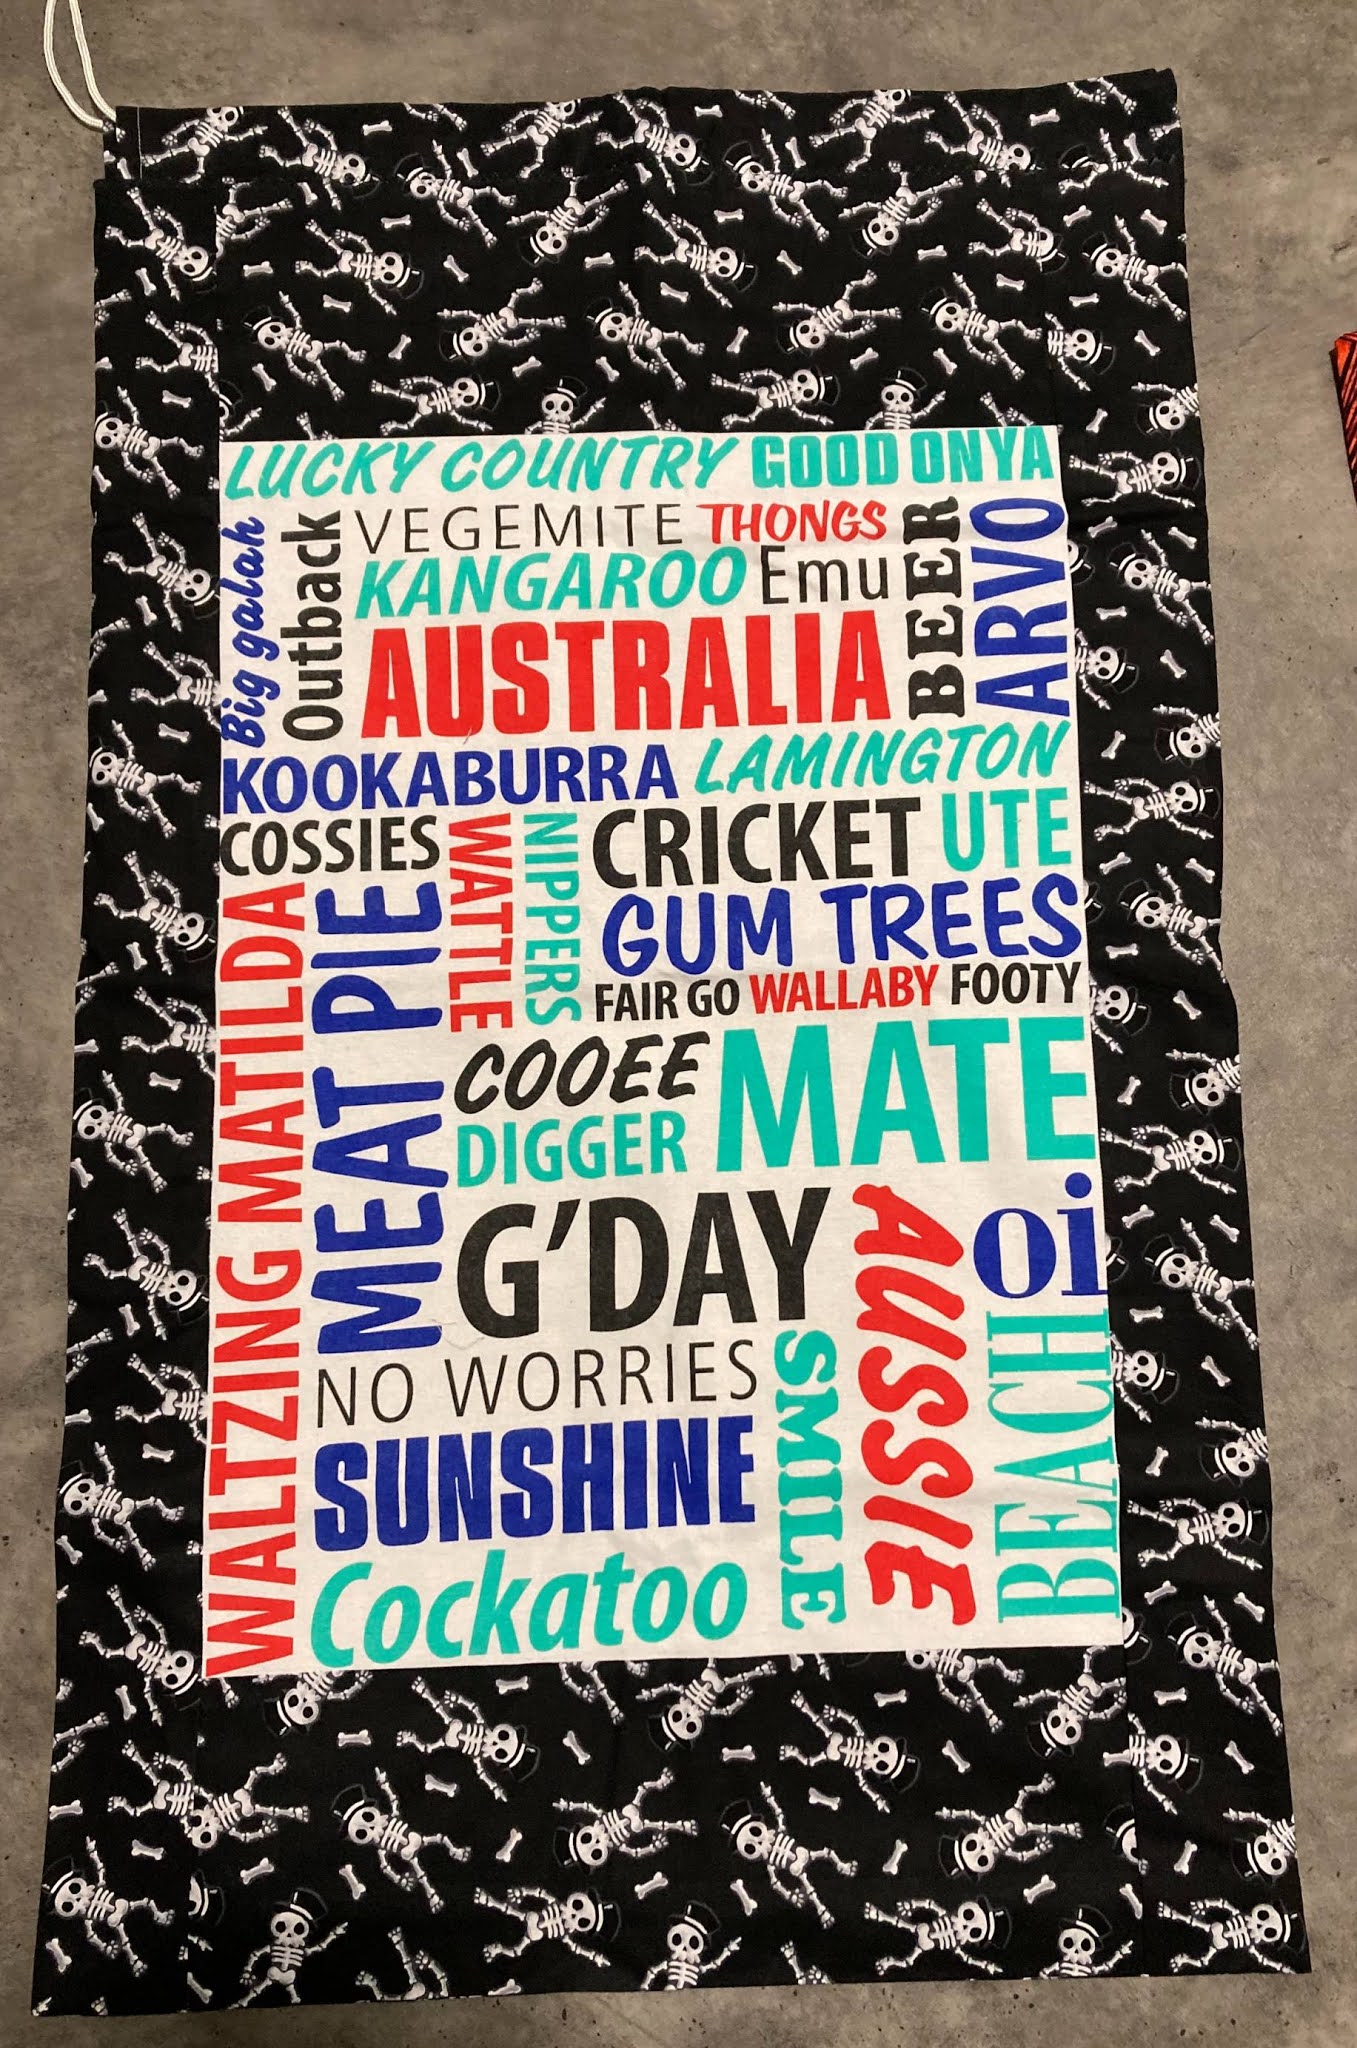 LUCKY COUNTRY GOOD ONYA
Big galah
Outback
VEGEMITE THONGS
KANGAROO Emu
AUSTRALIA
BEER
ARVO
KOOKABURRA LAMINGTON
COSSIES
WATTLE
NIPPERS
CRICKET UTE
GUM TREES
FAIR GO WALLABY FOOTY
WALTZING MATILDA
MEAT PIE
COOEE
DIGGER
MATE
G'DAY
AUSSIE
oi
NO WORRIES
SUNSHINE
SMILE
BEACH
Cockatoo